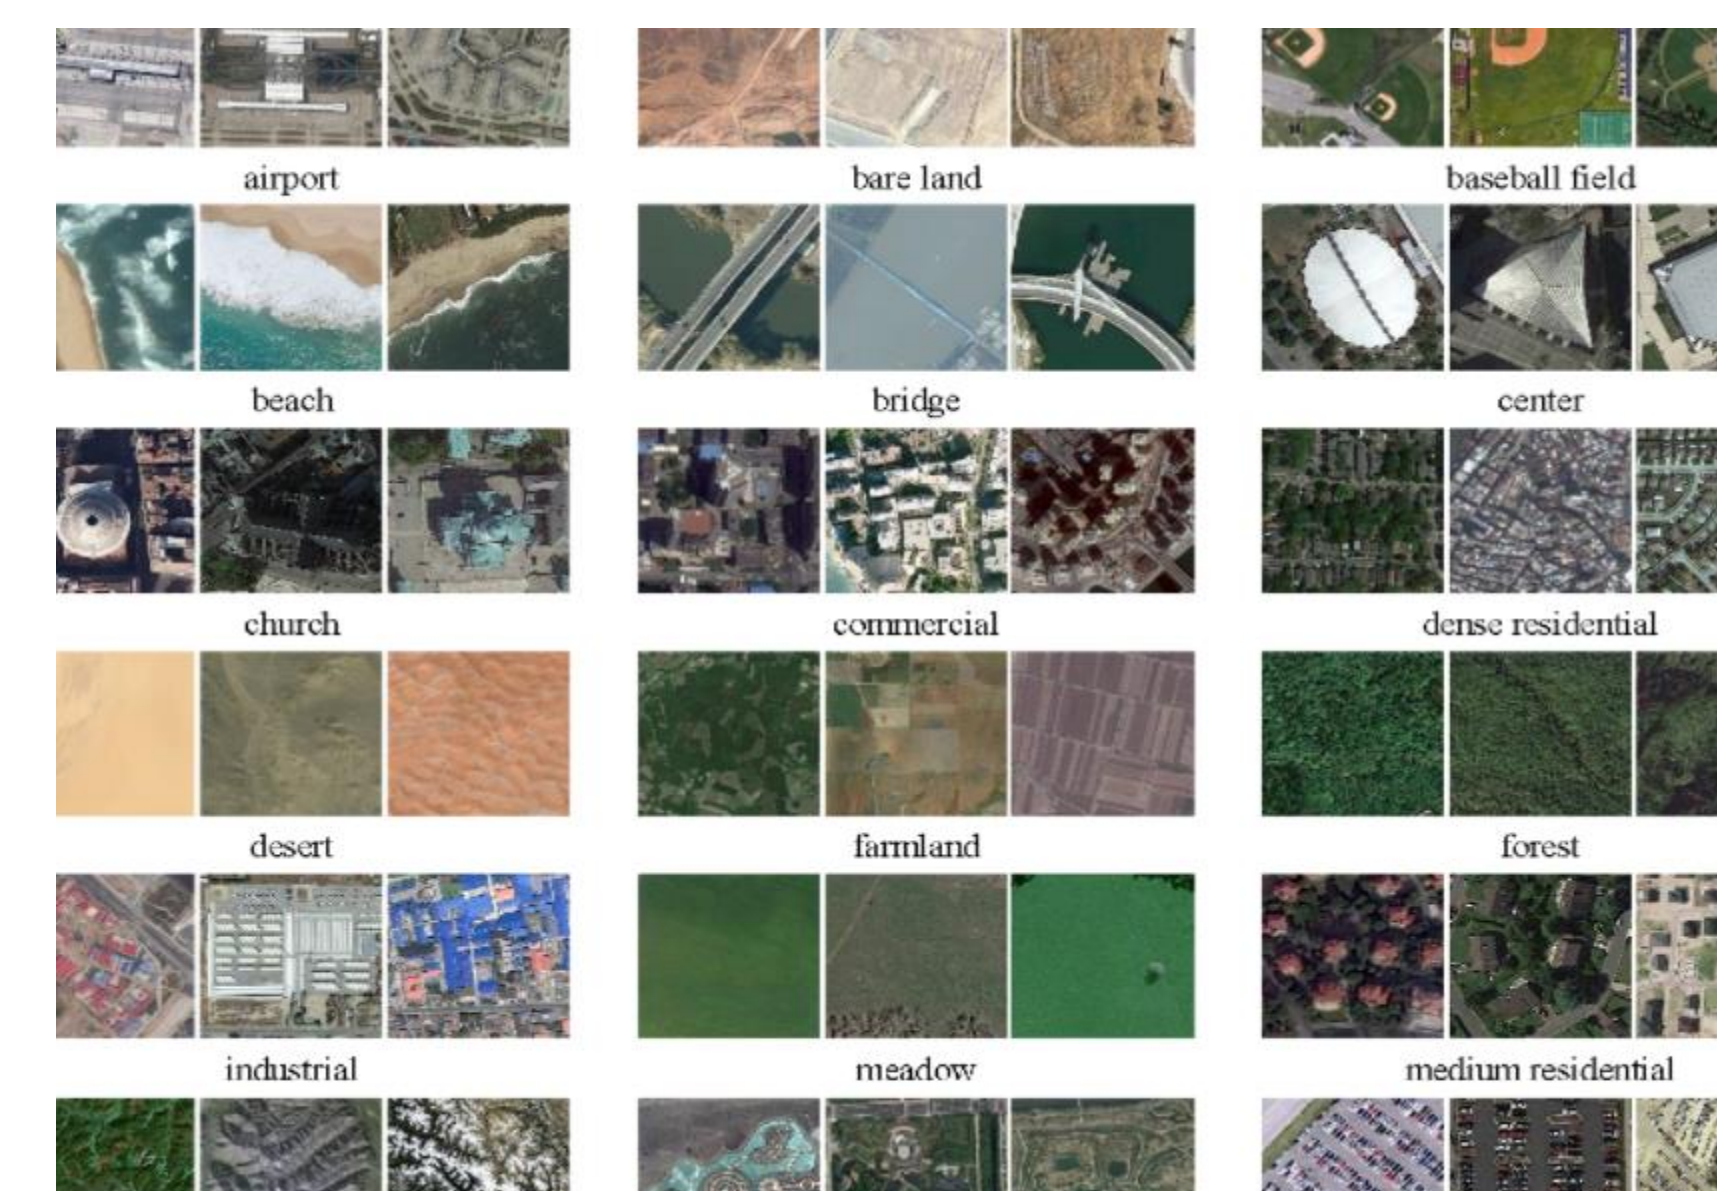 airport
bare land
baseball field
beach
bridge
center
church
commercial
dense residential
desert
farmland
forest
industrial
meadow
medium residential